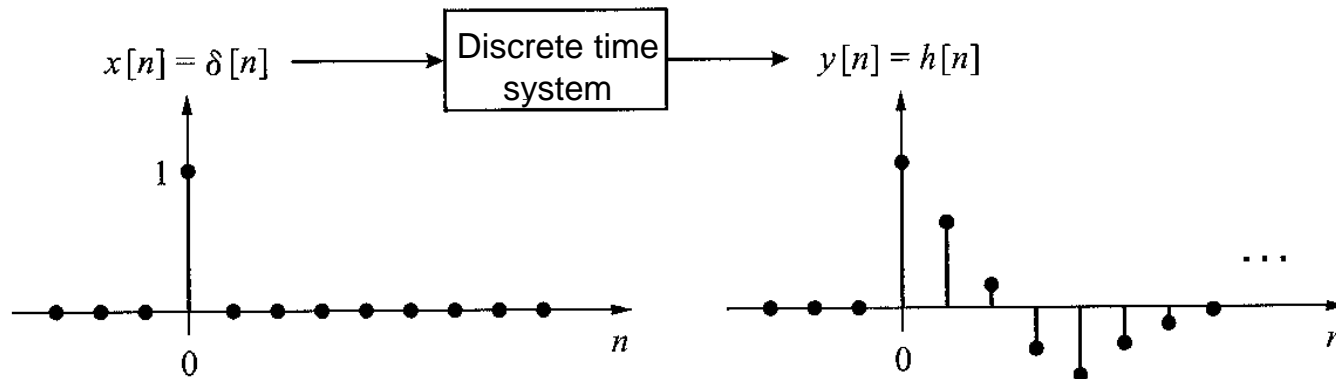 x[n] = δ[n]
Discrete time
system
y[n] = h[n]
1
0
n
0
...
n